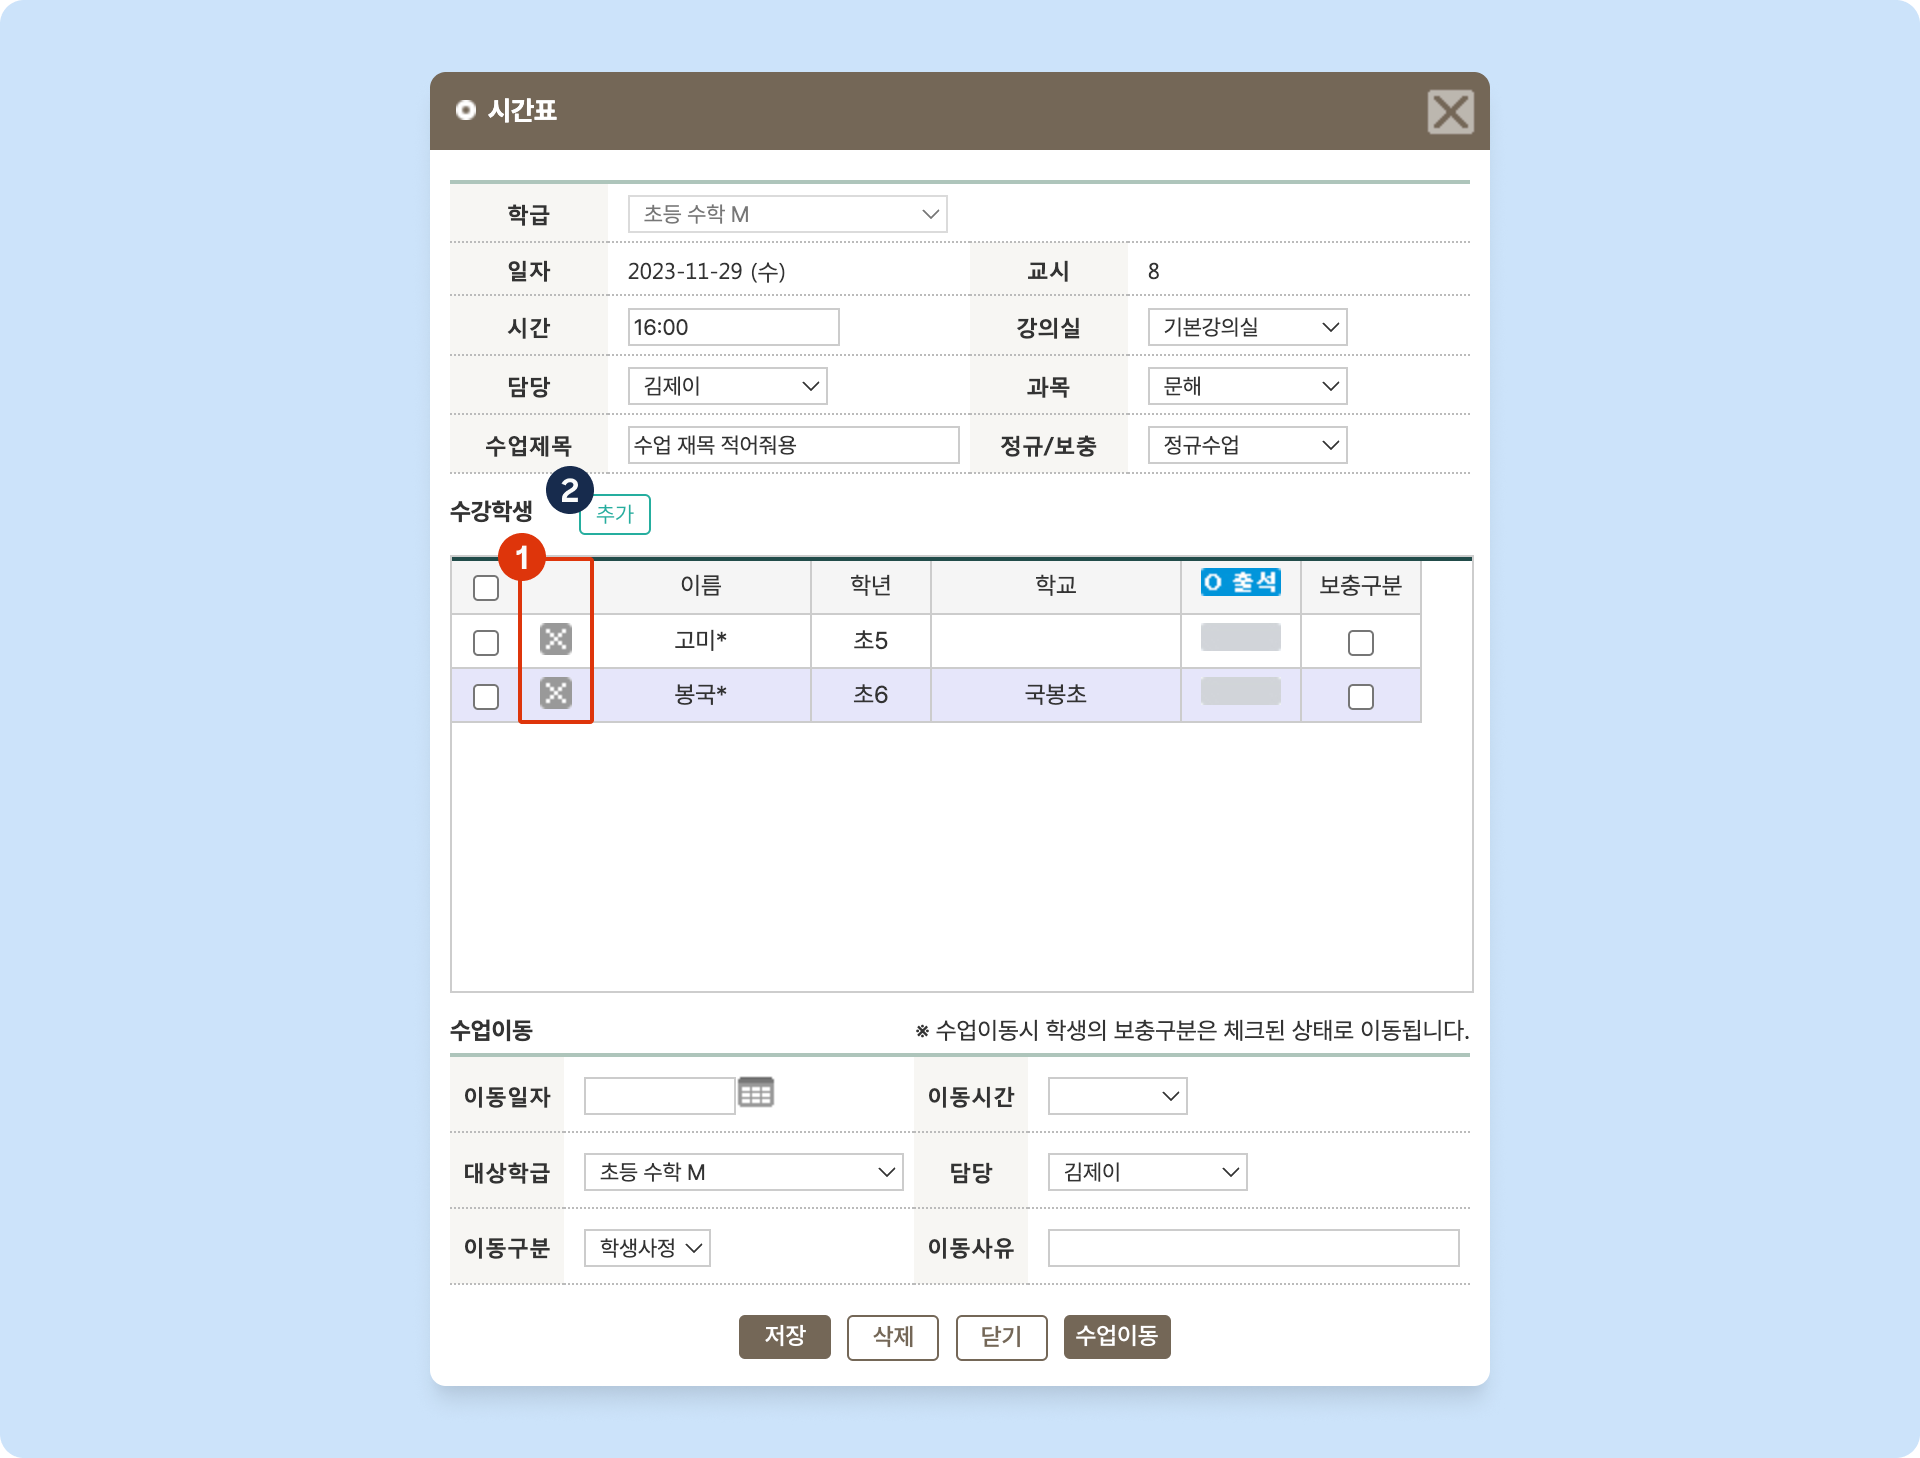 시간표
학급 초등 수학 M
일자 2023-11-29 (수) 교시 8
시간 16:00 강의실 기본강의실
담당 김제이 과목 문해
수업제목 수업 재목 적어줘용 정규/보충 정규수업
수강학생 2 추가
1
이름 학년 학교 O 출석 보충구분
고미* 초5
봉국* 초6 국봉초
수업이동 ※ 수업이동시 학생의 보충구분은 체크된 상태로 이동됩니다.
이동일자 이동시간
대상학급 초등 수학 M 담당 김제이
이동구분 학생사정 이동사유
저장 삭제 닫기 수업이동